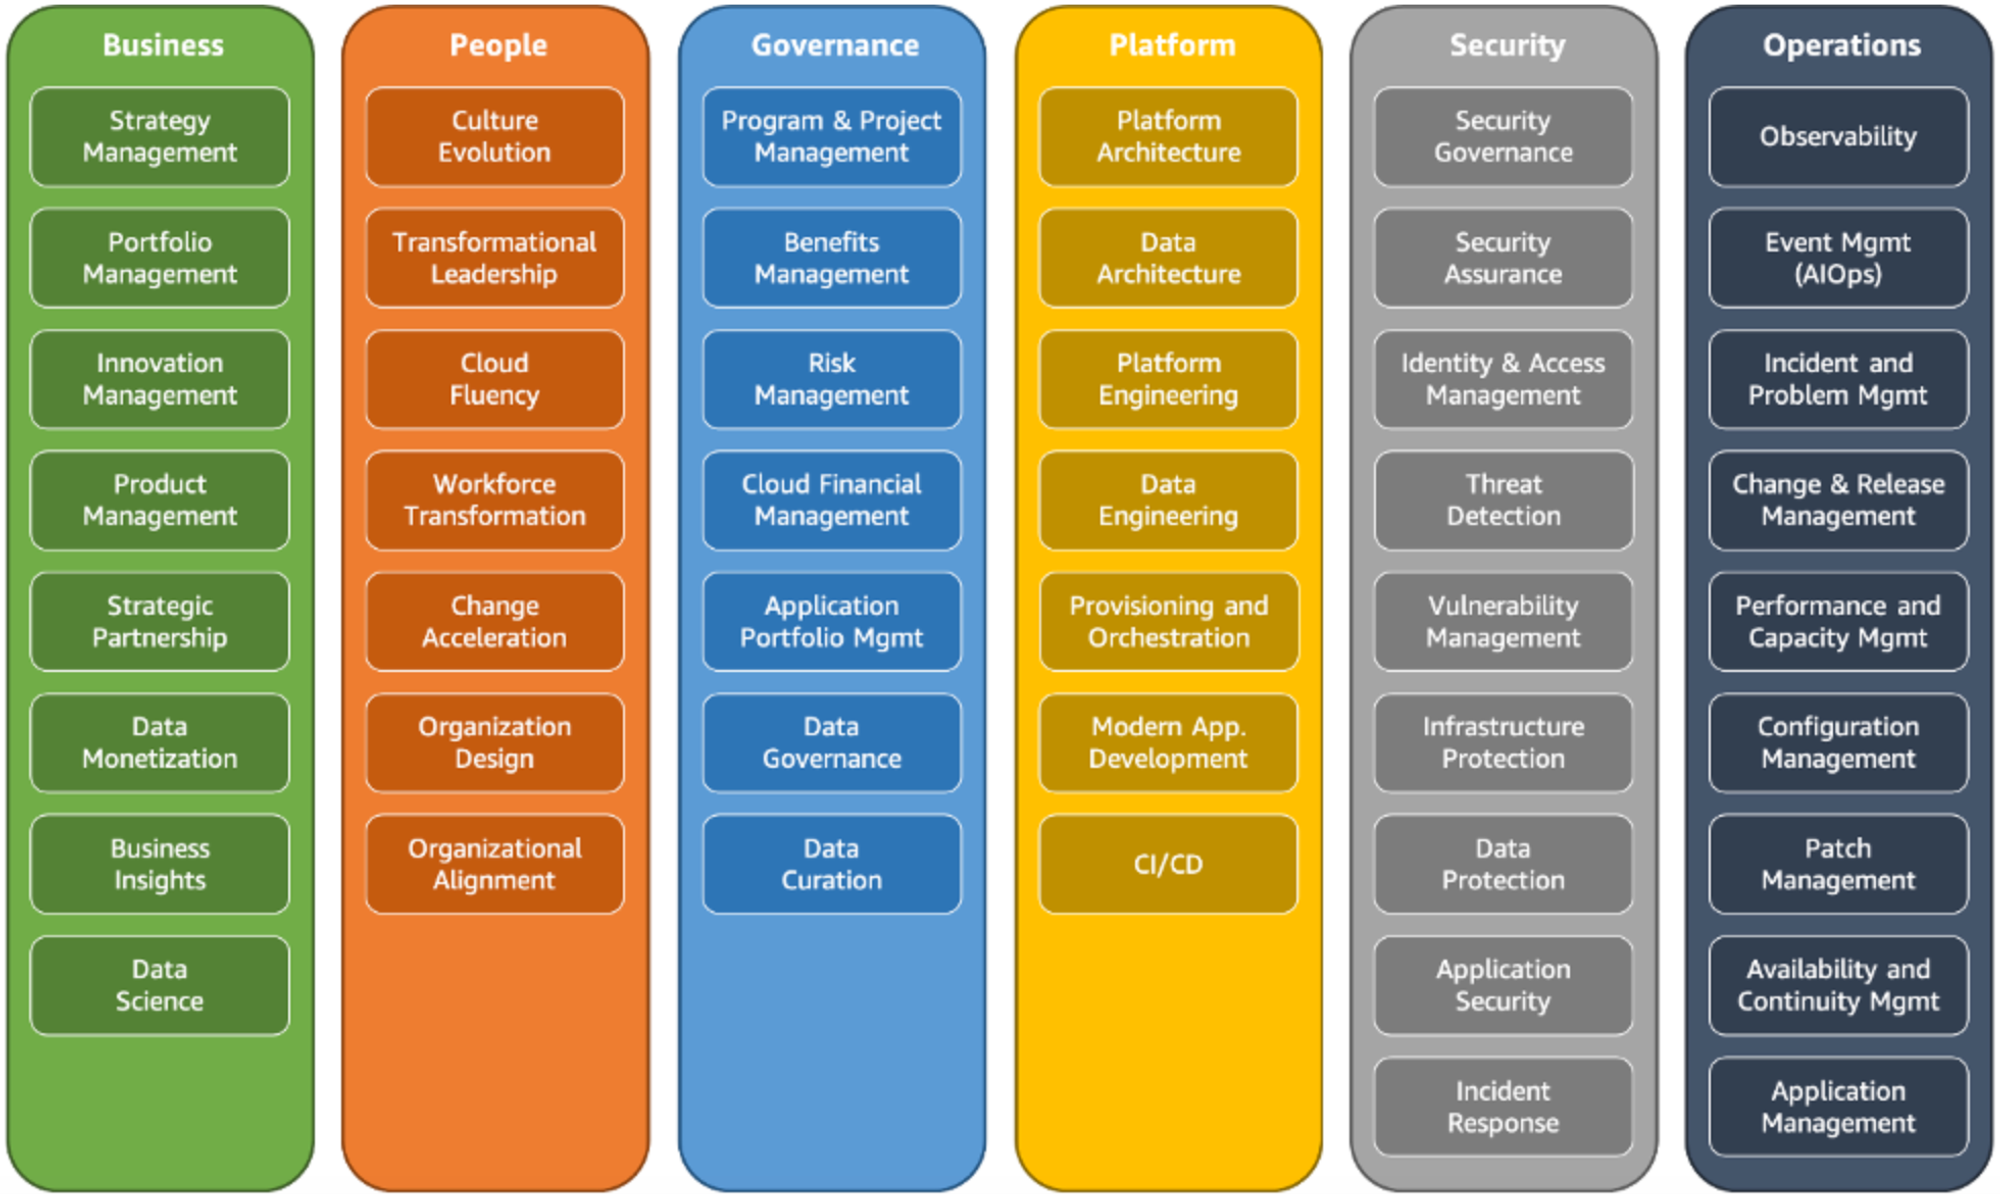 Business
Strategy
Management
Portfolio
Management
Innovation
Management
Product
Management
Strategic
Partnership
Data
Monetization
Business
Insights
Data
Science
People
Culture
Evolution
Transformational
Leadership
Cloud
Fluency
Workforce
Transformation
Change
Acceleration
Organization
Design
Organizational
Alignment
Governance
Program & Project
Management
Benefits
Management
Risk
Management
Cloud Financial
Management
Application
Portfolio Mgmt
Data
Governance
Data
Curation
Platform
Platform
Architecture
Data
Architecture
Platform
Engineering
Data
Engineering
Provisioning and
Orchestration
Modern App.
Development
CI/CD
Security
Security
Governance
Security
Assurance
Identity & Access
Management
Threat
Detection
Vulnerability
Management
Infrastructure
Protection
Data
Protection
Application
Security
Incident
Response
Operations
Observability
Event Mgmt
(AIOps)
Incident and
Problem Mgmt
Change & Release
Management
Performance and
Capacity Mgmt
Configuration
Management
Patch
Management
Availability and
Continuity Mgmt
Application
Management